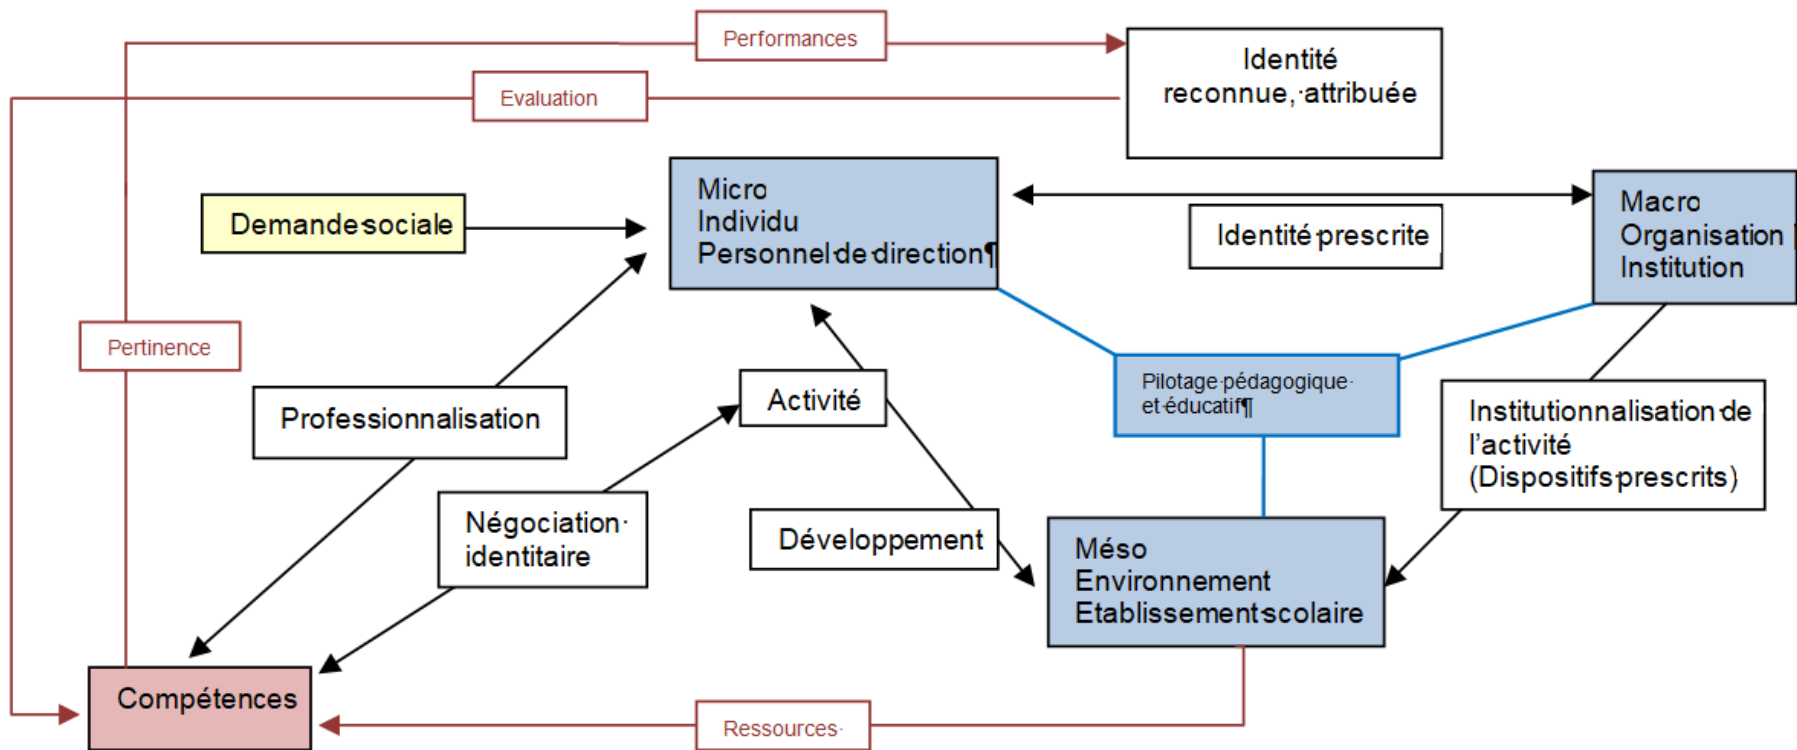 Performances
Identité
reconnue, attribuée
Evaluation
Micro
Individu
Personnel de direction¶
Demande sociale
Macro
Organisation
Institution
Identité prescrite
Pertinence
Professionnalisation
Activité
Pilotage pédagogique
et éducatif¶
Institutionnalisation de
l'activité
(Dispositifs prescrits)
Négociation
identitaire
Développement
Méso
Environnement
Etablissement scolaire
Compétences
Ressources